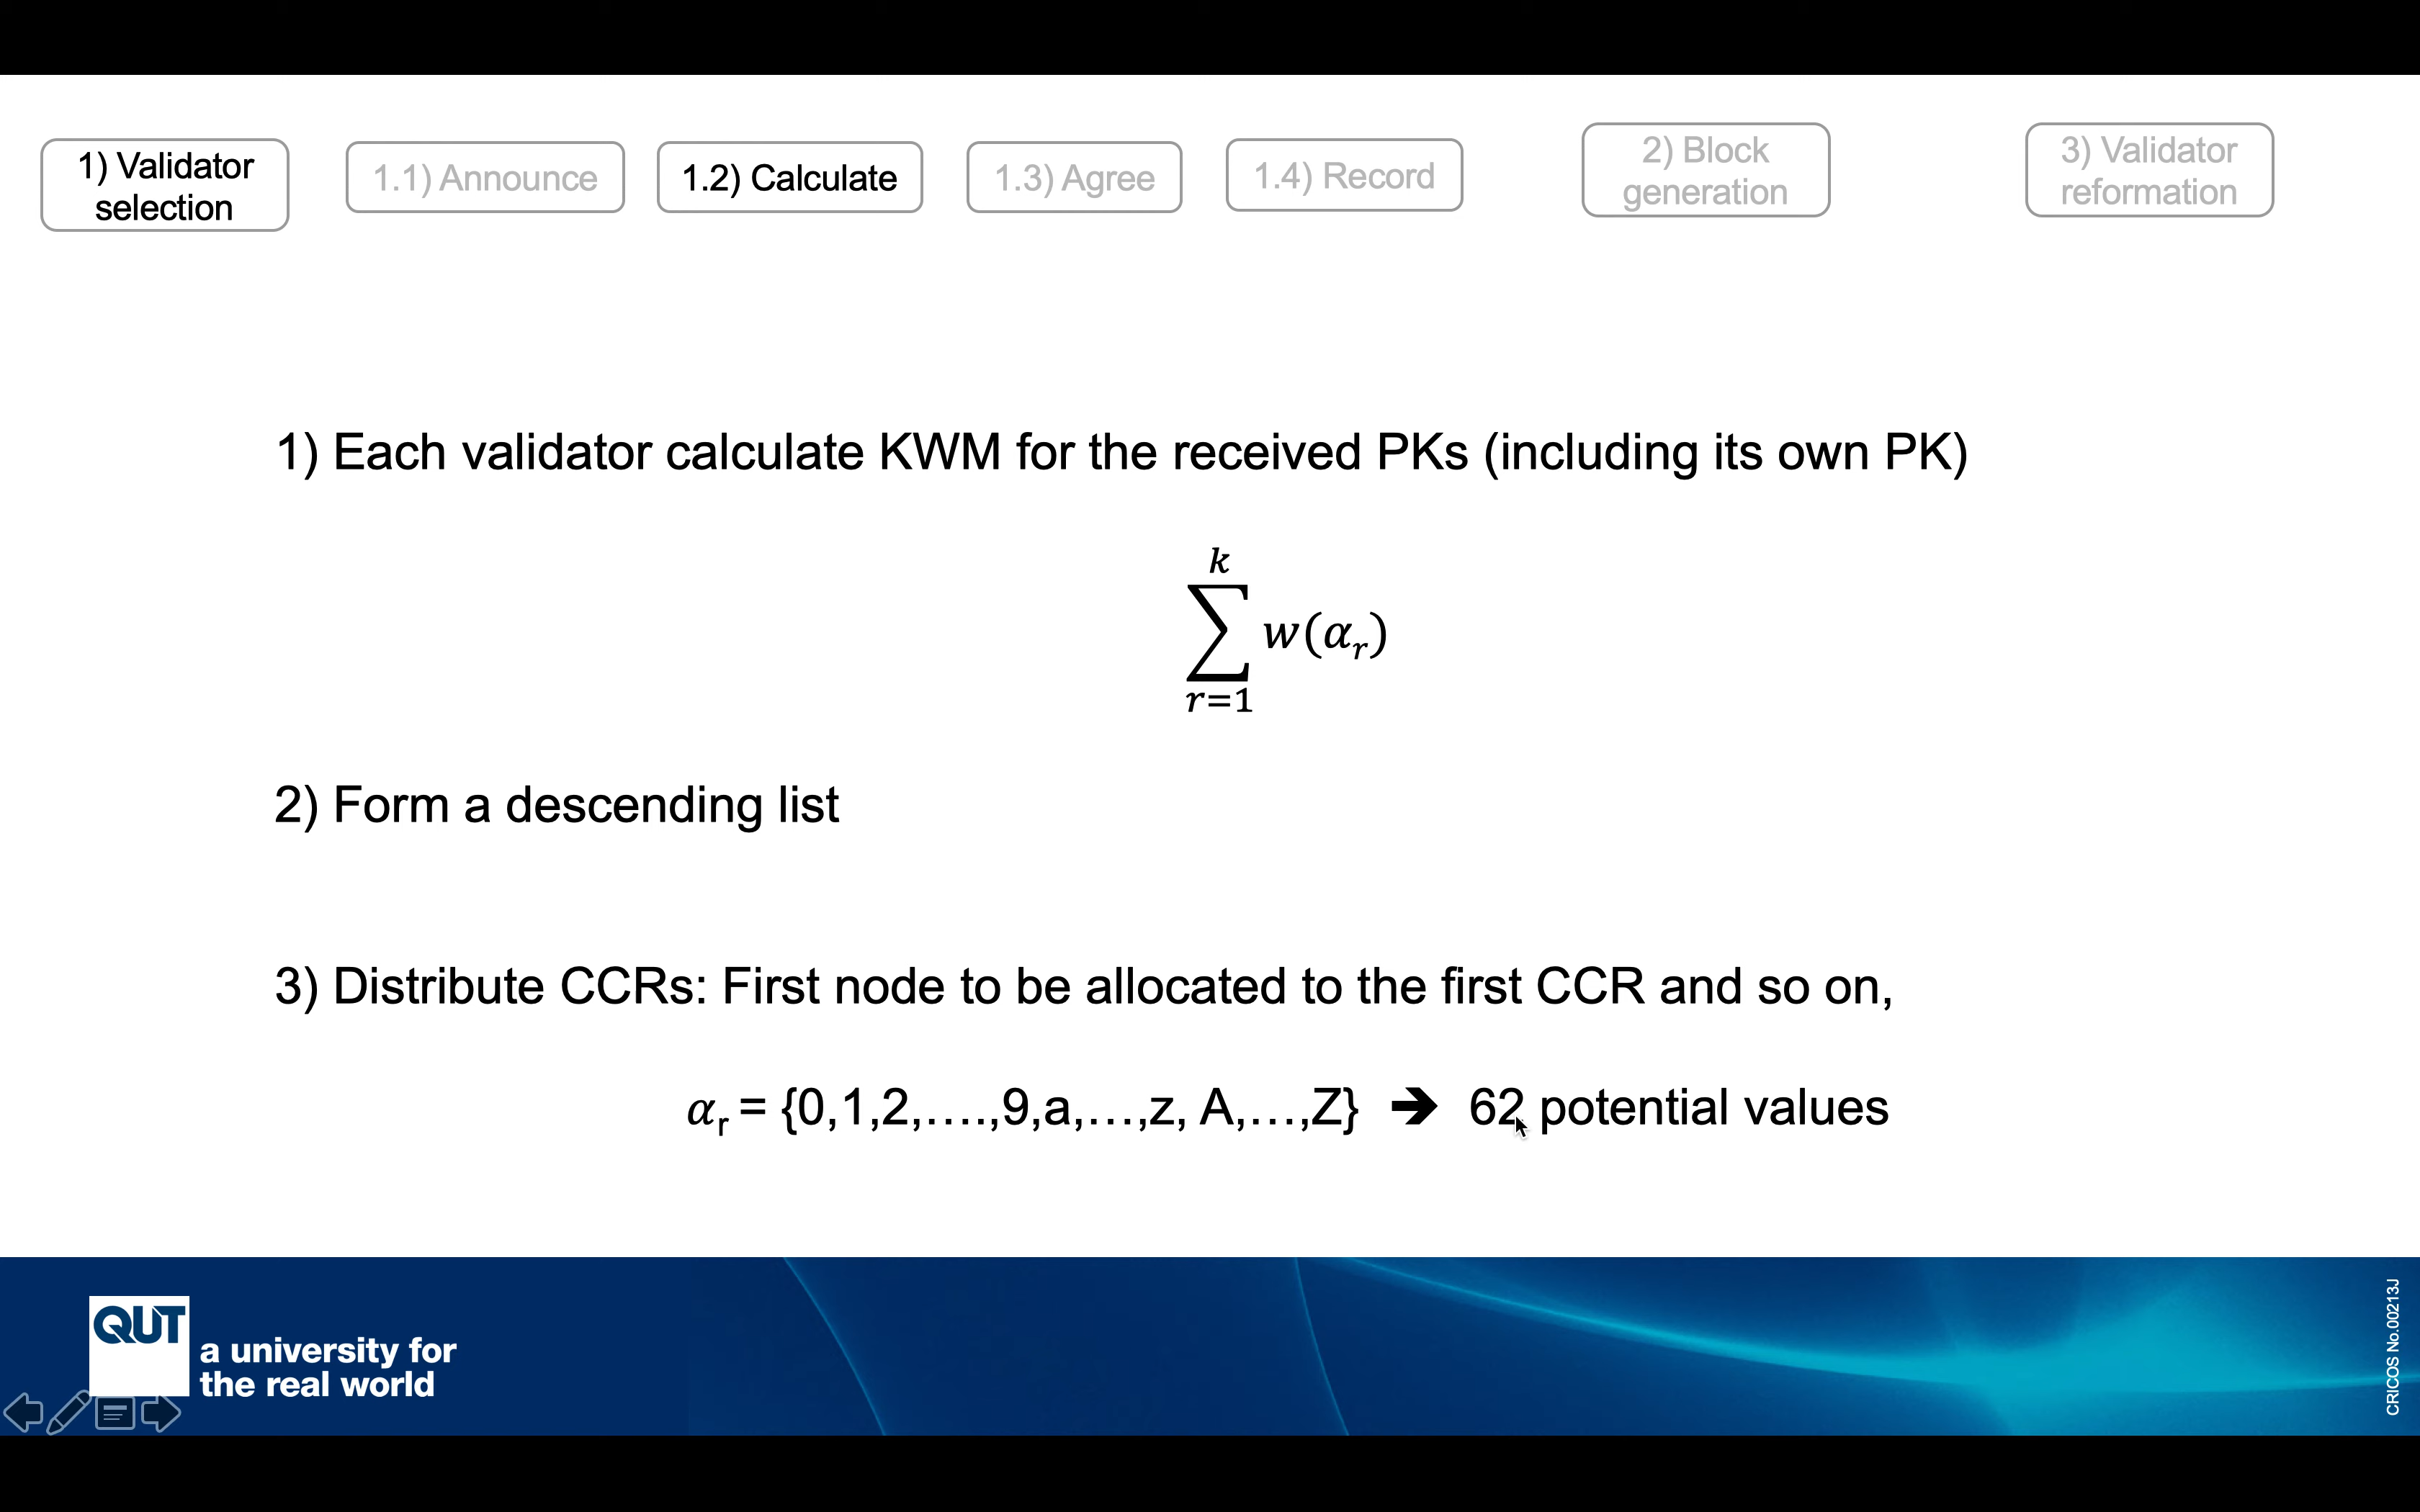 1) Validator
selection
1.1) Announce
1.2) Calculate
1.3) Agree
1.4) Record
2) Block
generation
3) Validator
reformation
1) Each validator calculate KWM for the received PKs (including its own PK)
k
∑ w(αᵣ)
r=1
2) Form a descending list
3) Distribute CCRs: First node to be allocated to the first CCR and so on,
αᵣ = {0,1,2,....,9,a,...,z, A,...,Z} ➔ 62 potential values
QUT
a university for
the real world
CRICOS No.00213J